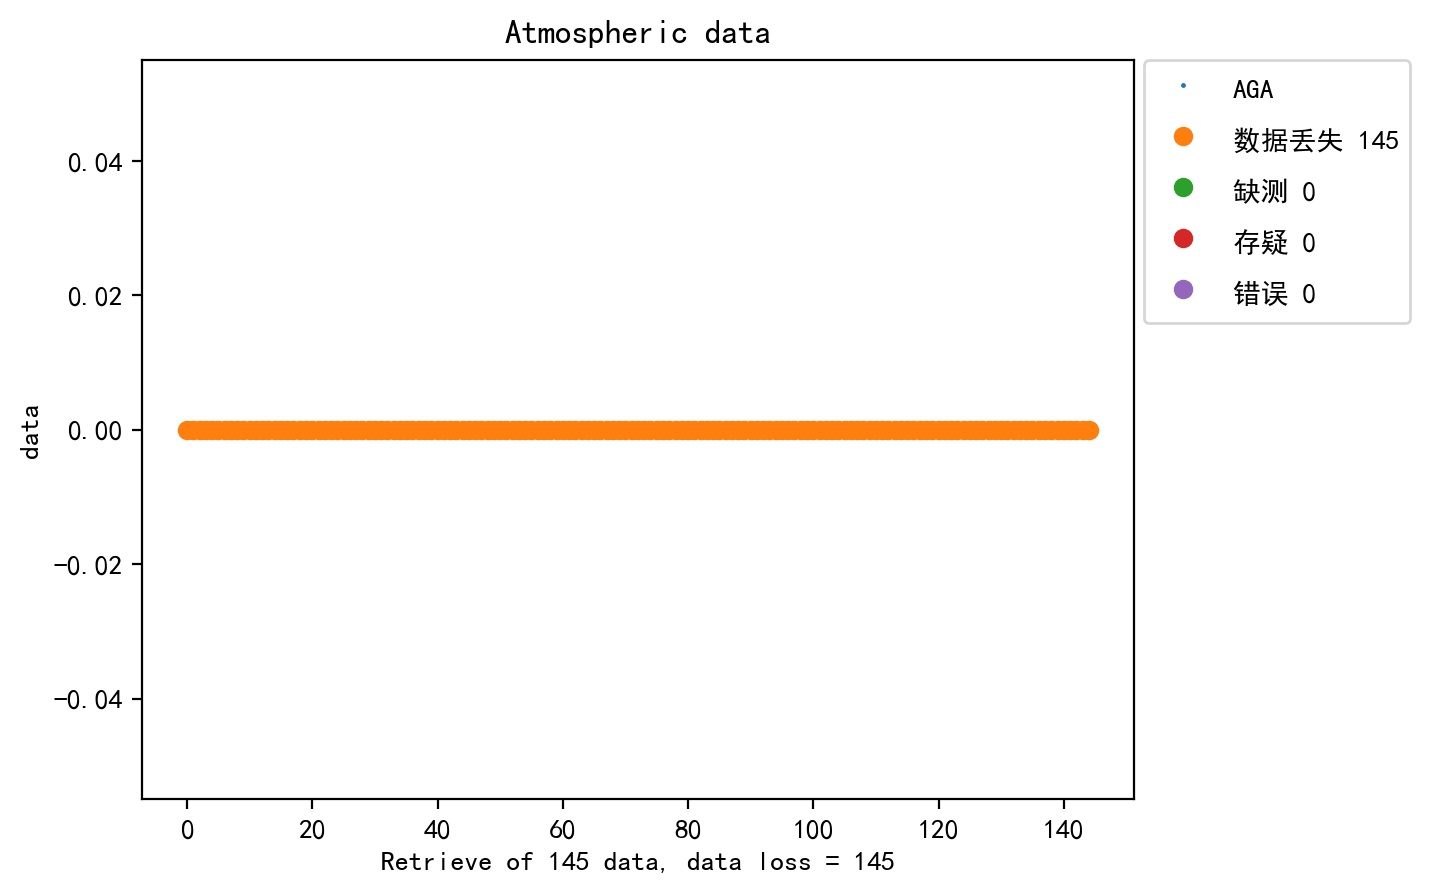 Atmospheric data
AGA
数据丢失 145
缺测 0
存疑 0
错误 0
0.04
0.02
0.00
-0.02
-0.04
data
0 20 40 60 80 100 120 140
Retrieve of 145 data, data loss = 145